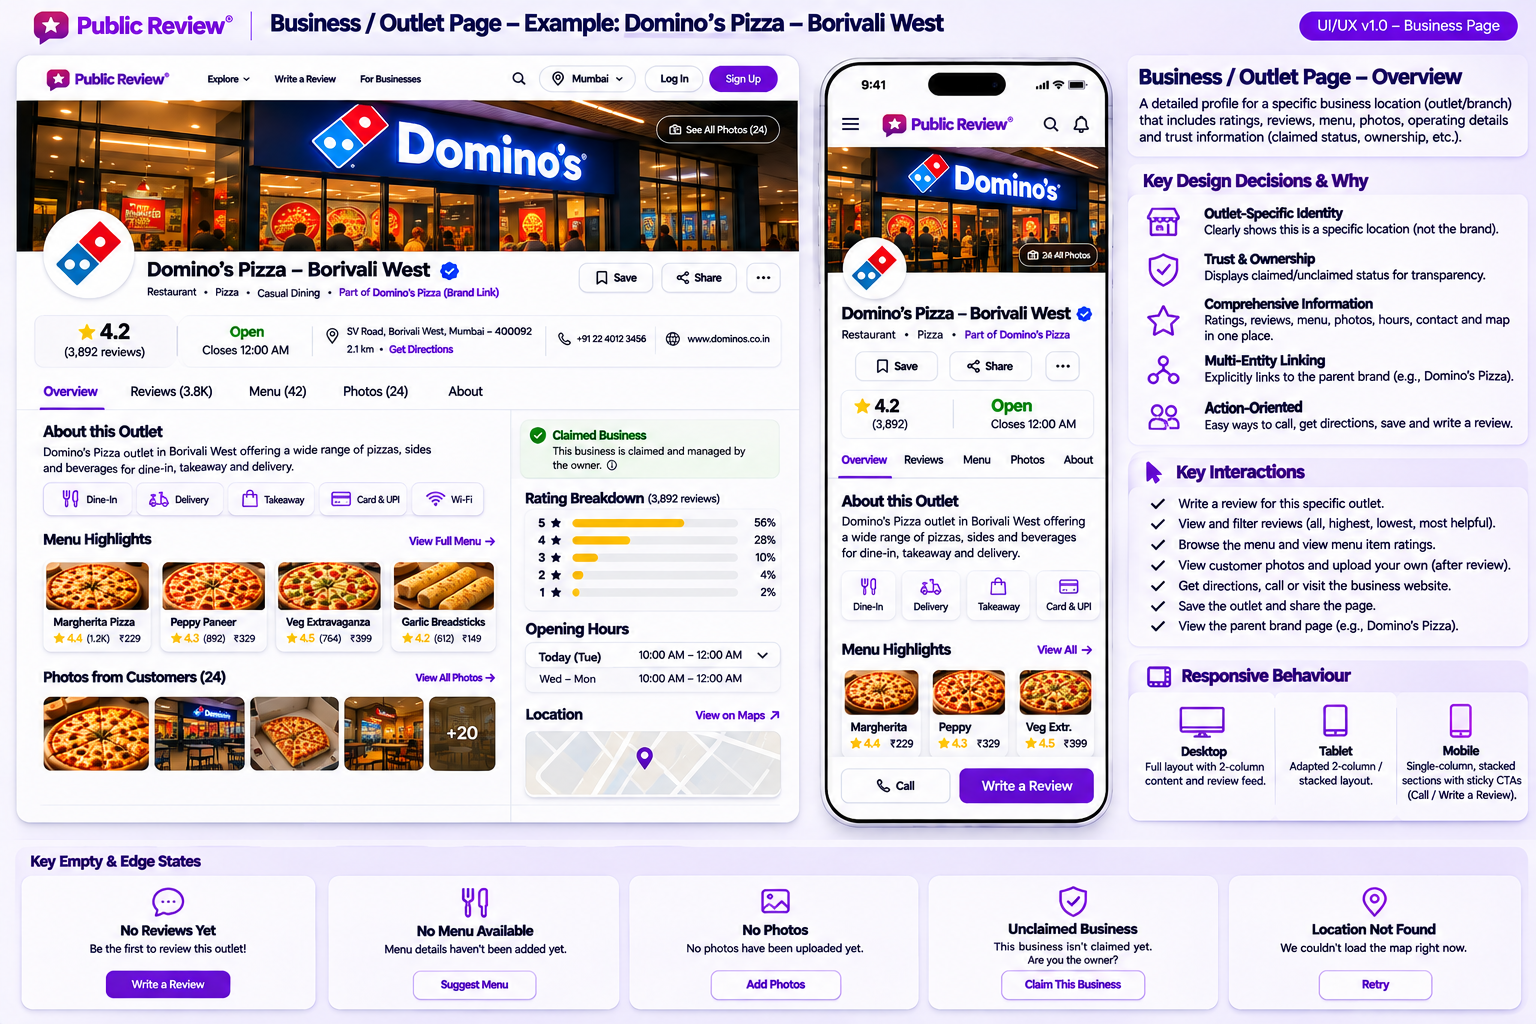 Public Review®
Business / Outlet Page – Example: Domino's Pizza – Borivali West
UI/UX v1.0 – Business Page
Public Review®
Explore
Write a Review
For Businesses
Mumbai
Log In
Sign Up
Domino's
See All Photos (24)
Domino's Pizza – Borivali West
Restaurant • Pizza • Casual Dining • Part of Domino's Pizza (Brand Link)
Save
Share
4.2
(3,892 reviews)
Open
Closes 12:00 AM
SV Road, Borivali West, Mumbai – 400092
2.1 km • Get Directions
+91 22 4012 3456
www.dominos.co.in
Overview
Reviews (3.8K)
Menu (42)
Photos (24)
About
About this Outlet
Domino's Pizza outlet in Borivali West offering a wide range of pizzas, sides
and beverages for dine-in, takeaway and delivery.
Dine-In
Delivery
Takeaway
Card & UPI
Wi-Fi
Menu Highlights
View Full Menu →
Margherita Pizza
4.4 (1.2K) ₹229
Peppy Paneer
4.3 (892) ₹329
Veg Extravaganza
4.5 (764) ₹399
Garlic Breadsticks
4.2 (612) ₹149
Photos from Customers (24)
View All Photos →
Domino's
+20
Claimed Business
This business is claimed and managed by
the owner.
Rating Breakdown (3,892 reviews)
5 ★ 56%
4 ★ 28%
3 ★ 10%
2 ★ 4%
1 ★ 2%
Opening Hours
Today (Tue) 10:00 AM – 12:00 AM
Wed – Mon 10:00 AM – 12:00 AM
Location
View on Maps ↗
9:41
Public Review®
Domino's
24 All Photos
Domino's Pizza – Borivali West
Restaurant • Pizza • Part of Domino's Pizza
Save
Share
4.2
(3,892)
Open
Closes 12:00 AM
Overview
Reviews
Menu
Photos
About
About this Outlet
Domino's Pizza outlet in Borivali West offering
a wide range of pizzas, sides and beverages
for dine-in, takeaway and delivery.
Dine-In
Delivery
Takeaway
Card & UPI
Menu Highlights
View All →
Margherita
4.4 ₹229
Peppy
4.3 ₹329
Veg Extr.
4.5 ₹399
Call
Write a Review
Business / Outlet Page – Overview
A detailed profile for a specific business location (outlet/branch)
that includes ratings, reviews, menu, photos, operating details
and trust information (claimed status, ownership, etc.).
Key Design Decisions & Why
Outlet-Specific Identity
Clearly shows this is a specific location (not the brand).
Trust & Ownership
Displays claimed/unclaimed status for transparency.
Comprehensive Information
Ratings, reviews, menu, photos, hours, contact and map
in one place.
Multi-Entity Linking
Explicitly links to the parent brand (e.g., Domino's Pizza).
Action-Oriented
Easy ways to call, get directions, save and write a review.
Key Interactions
Write a review for this specific outlet.
View and filter reviews (all, highest, lowest, most helpful).
Browse the menu and view menu item ratings.
View customer photos and upload your own (after review).
Get directions, call or visit the business website.
Save the outlet and share the page.
View the parent brand page (e.g., Domino's Pizza).
Responsive Behaviour
Desktop
Full layout with 2-column
content and review feed.
Tablet
Adapted 2-column /
stacked layout.
Mobile
Single-column, stacked
sections with sticky CTAs
(Call / Write a Review).
Key Empty & Edge States
No Reviews Yet
Be the first to review this outlet!
Write a Review
No Menu Available
Menu details haven't been added yet.
Suggest Menu
No Photos
No photos have been uploaded yet.
Add Photos
Unclaimed Business
This business isn't claimed yet.
Are you the owner?
Claim This Business
Location Not Found
We couldn't load the map right now.
Retry